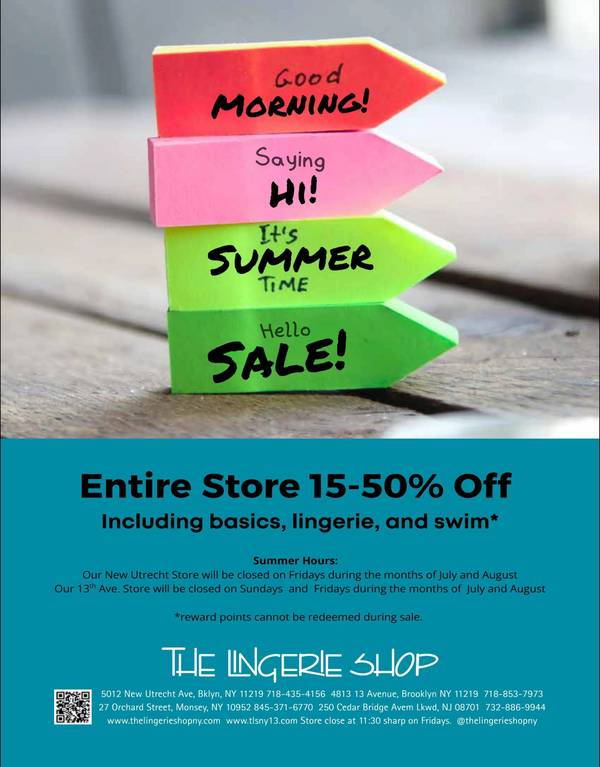 Good
MORNING!
Saying
HI!
It's
SUMMER
TIME
Hello
SALE!
Entire Store 15-50% Off
Including basics, lingerie, and swim*
Summer Hours:
Our New Utrecht Store will be closed on Fridays during the months of July and August
Our 13th Ave. Store will be closed on Sundays and Fridays during the months of July and August
*reward points cannot be redeemed during sale.
THE LINGERIE SHOP
5012 New Utrecht Ave, Bklyn, NY 11219 718-435-4156 4813 13 Avenue, Brooklyn NY 11219 718-853-7973
27 Orchard Street, Monsey, NY 10952 845-371-6770 250 Cedar Bridge Avem Lkwd, NJ 08701 732-886-9944
www.thelingerieshopny.com www.tlsny13.com Store close at 11:30 sharp on Fridays. @thelingerieshopny